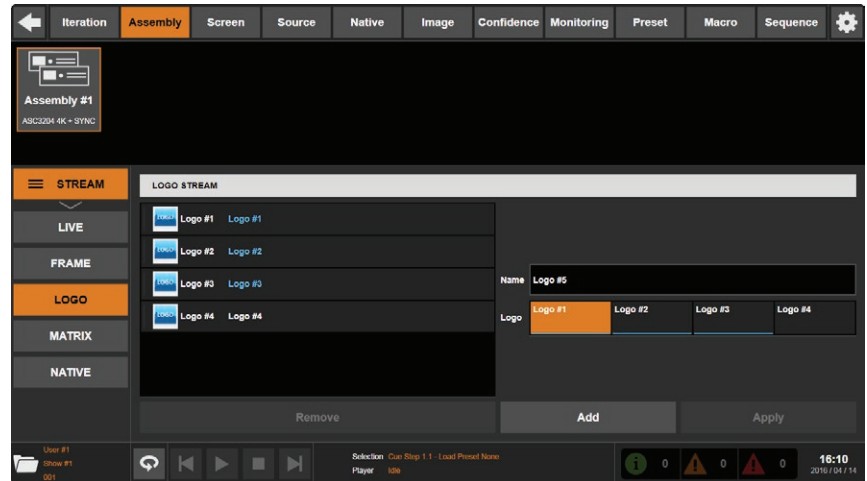 Iteration Assembly Screen Source Native Image Confidence Monitoring Preset Macro Sequence
Assembly #1
ASC3204 4K + SYNC
STREAM
LIVE
FRAME
LOGO
MATRIX
NATIVE
LOGO STREAM
LOGO Logo #1 Logo #1
LOGO Logo #2 Logo #2
LOGO Logo #3 Logo #3
LOGO Logo #4 Logo #4
Name Logo #5
Logo Logo #1 Logo #2 Logo #3 Logo #4
Remove Add Apply
User #1
Show #1
001
Selection Cue Step 1.1 - Load Preset None
Player Idle
0 0 0
16:10
2016 / 04 / 14